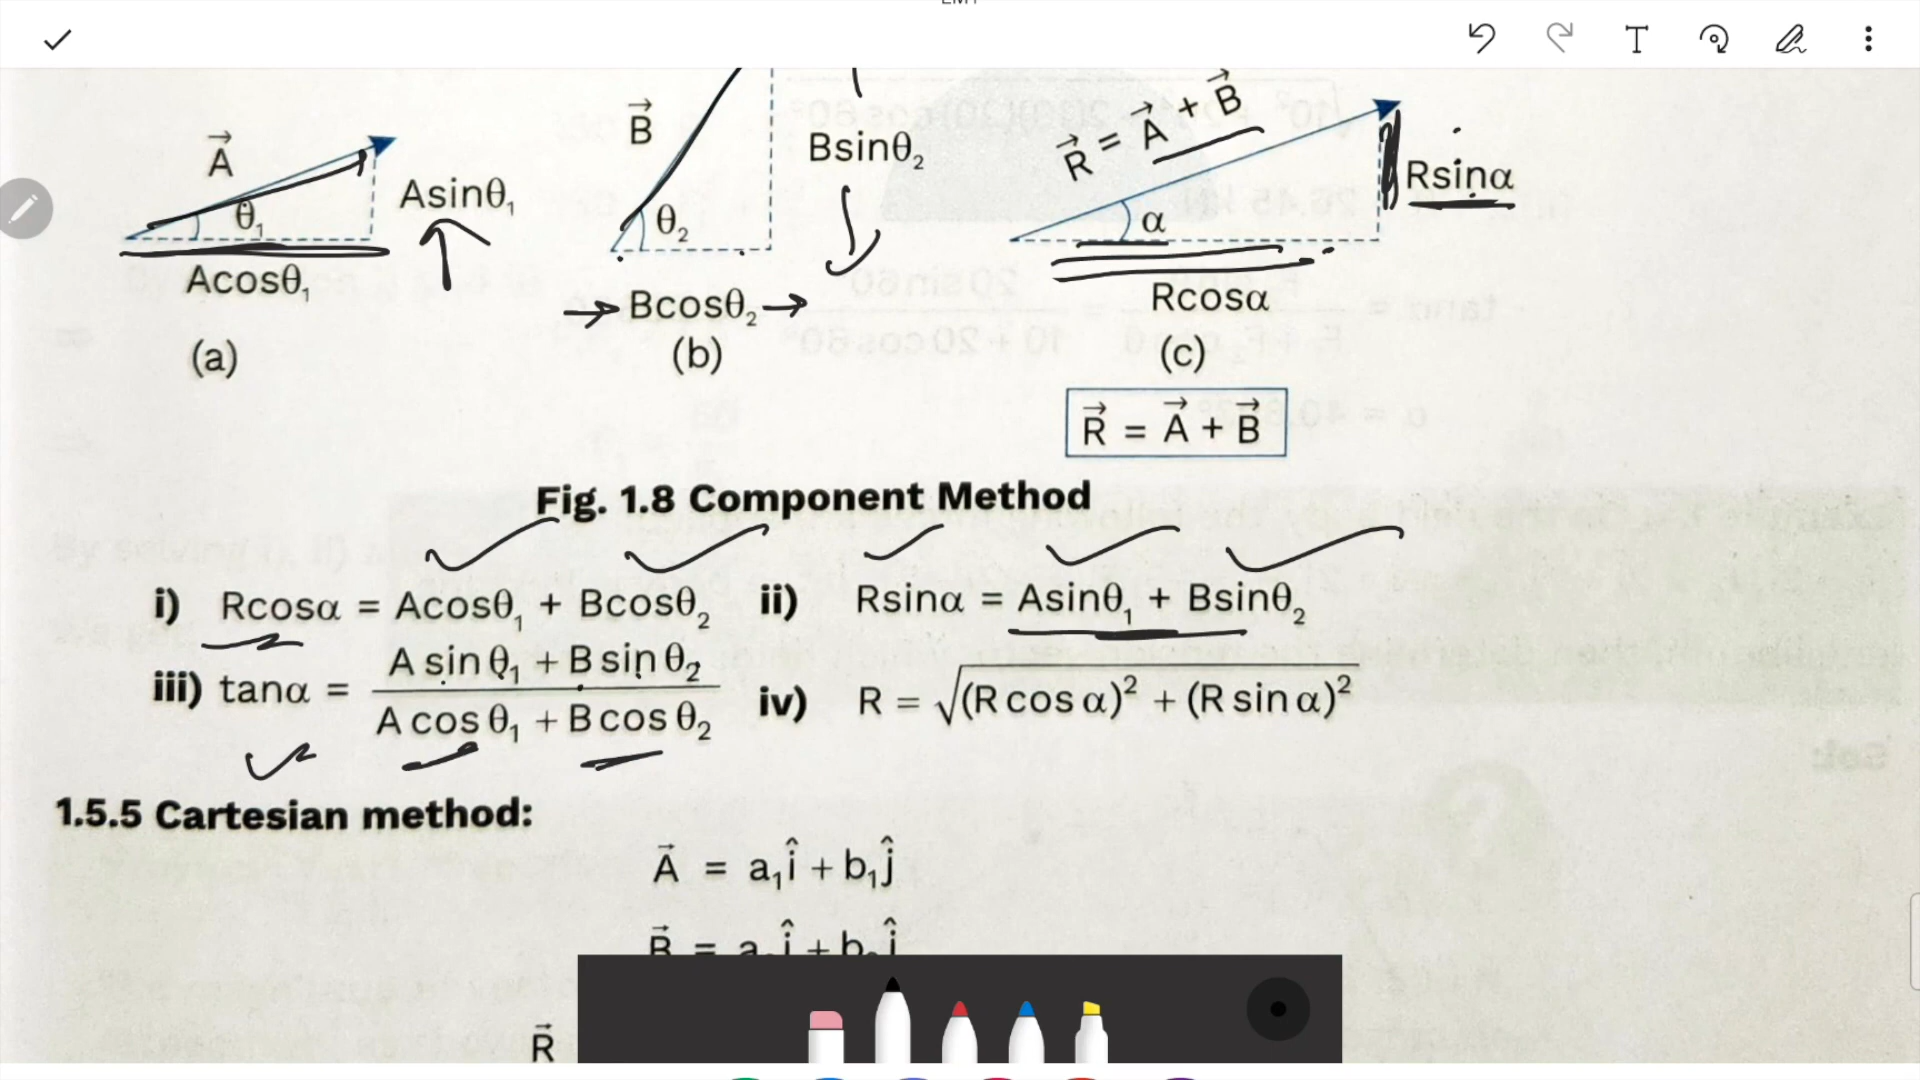 A⃗
Asinθ₁
θ₁
Acosθ₁
(a)
B⃗
Bsinθ₂
θ₂
Bcosθ₂
(b)
R⃗ = A⃗ + B⃗
Rsinα
α
Rcosα
(c)
R⃗ = A⃗ + B⃗
Fig. 1.8 Component Method
i) Rcosα = Acosθ₁ + Bcosθ₂ ii) Rsinα = Asinθ₁ + Bsinθ₂
iii) tanα = (A sin θ₁ + B sin θ₂) / (A cos θ₁ + B cos θ₂) iv) R = √(R cos α)² + (R sin α)²
1.5.5 Cartesian method:
A⃗ = a₁î + b₁ĵ
B⃗ = a₂î + b₂ĵ
R⃗